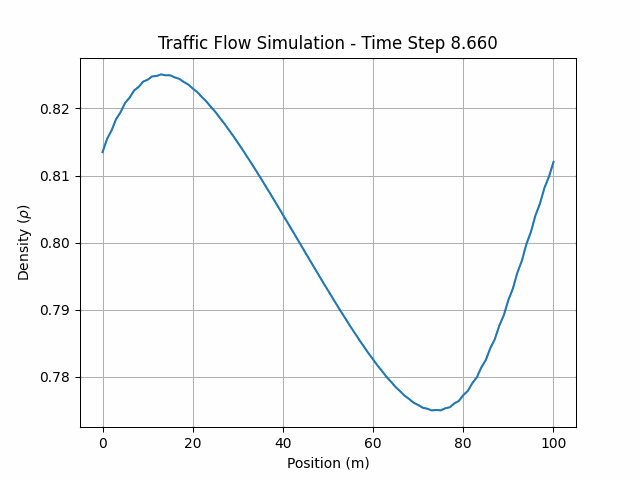 Traffic Flow Simulation - Time Step 8.660
0.82
0.81
0.80
0.79
0.78
Density (ρ)
0 20 40 60 80 100
Position (m)